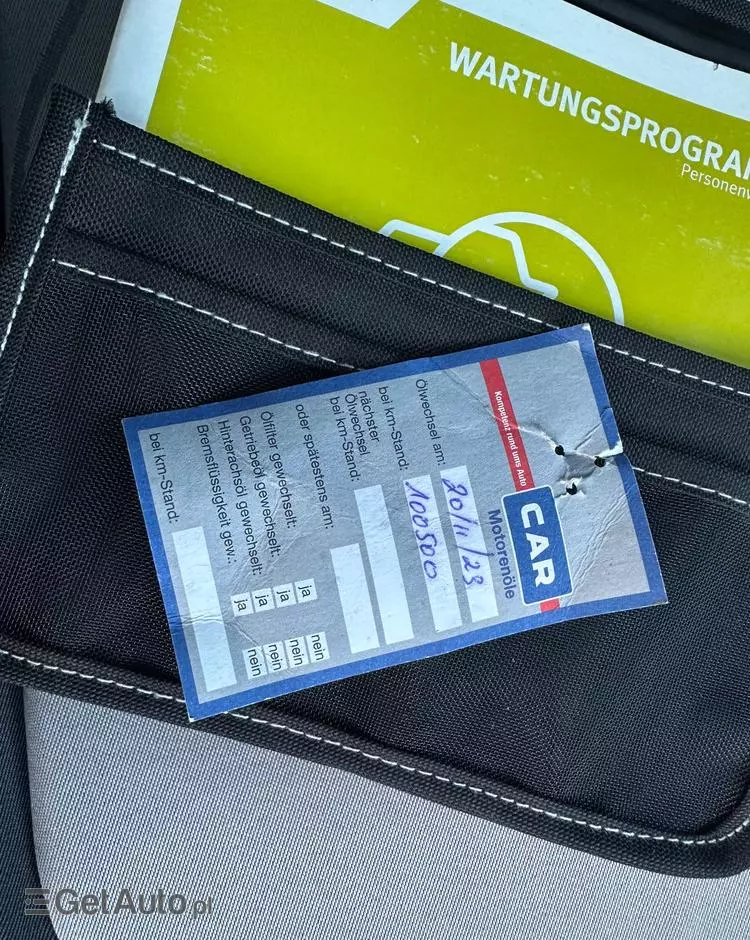 WARTUNGSPROGRA
Personenw
Kompetenz rund ums Auto
CAR
Motorenöle
Ölwechsel am: 20/11/23
bei km-Stand: 100500
nächster
Ölwechsel
bei km-Stand:
oder spätestens am:
Ölfilter gewechselt: ja nein
Getriebeöl gewechselt: ja nein
Hinterachsöl gewechselt: ja nein
Bremsflüssigkeit gew.: ja nein
bei km-Stand:
GetAuto.pl